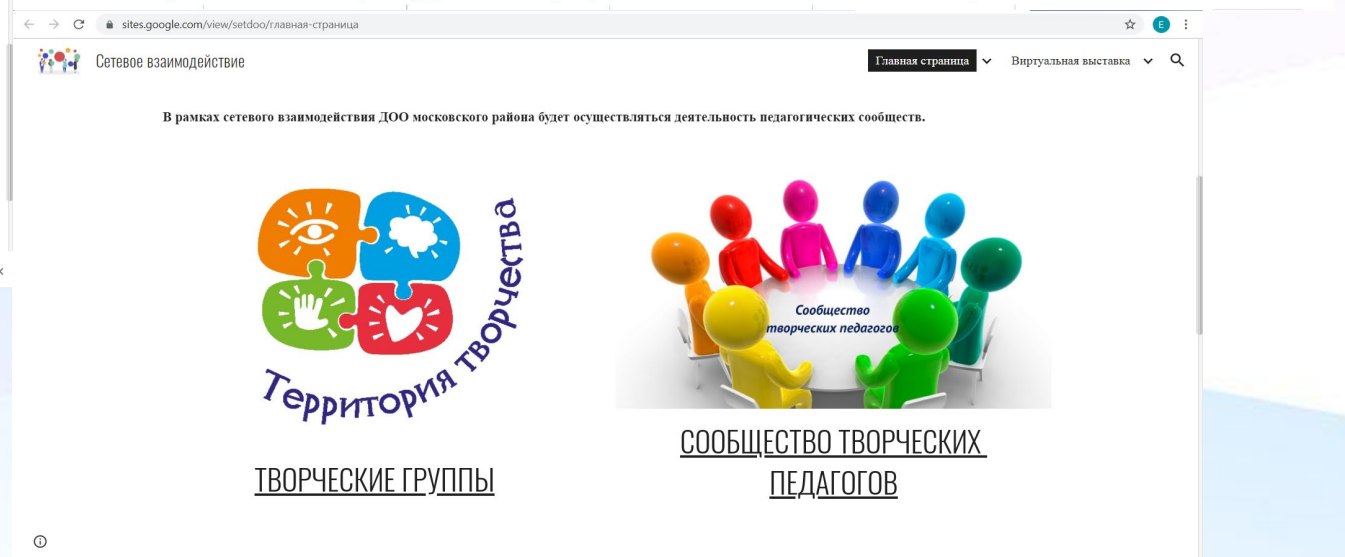 sites.google.com/view/setdoo/главная-страница
E
Сетевое взаимодействие
Главная страница
Виртуальная выставка
В рамках сетевого взаимодействия ДОО московского района будет осуществляться деятельность педагогических сообществ.
Территория творчества
Сообщество
творческих педагогов
ТВОРЧЕСКИЕ ГРУППЫ
СООБЩЕСТВО ТВОРЧЕСКИХ
ПЕДАГОГОВ